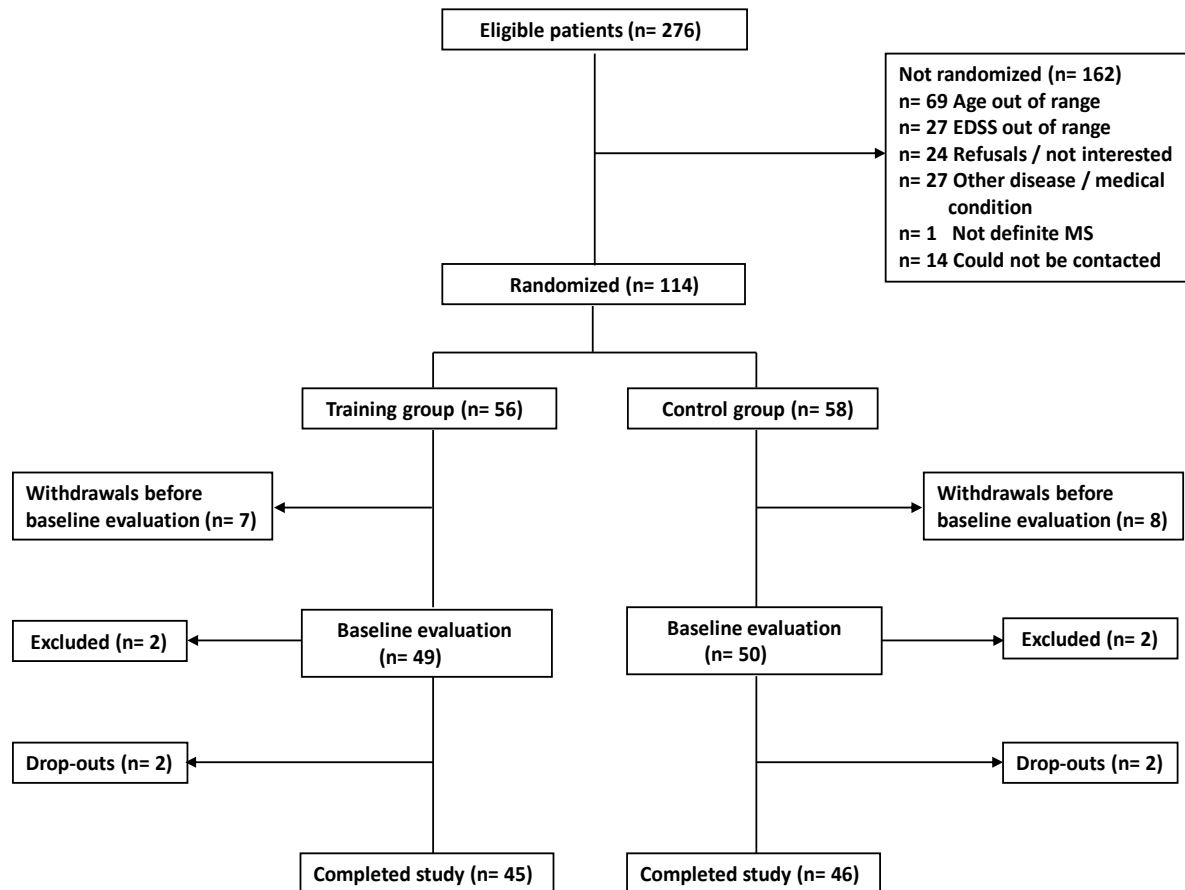 Eligible patients (n= 276)
Not randomized (n= 162)
n= 69 Age out of range
n= 27 EDSS out of range
n= 24 Refusals / not interested
n= 27 Other disease / medical
condition
n= 1 Not definite MS
n= 14 Could not be contacted
Randomized (n= 114)
Training group (n= 56)
Control group (n= 58)
Withdrawals before
baseline evaluation (n= 7)
Withdrawals before
baseline evaluation (n= 8)
Excluded (n= 2)
Baseline evaluation
(n= 49)
Baseline evaluation
(n= 50)
Excluded (n= 2)
Drop-outs (n= 2)
Drop-outs (n= 2)
Completed study (n= 45)
Completed study (n= 46)